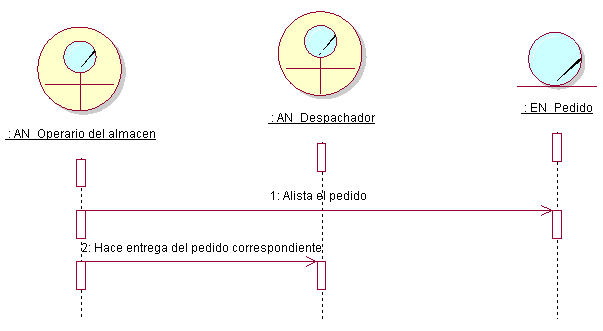 : AN_Operario del almacen
: AN_Despachador
: EN_Pedido
1: Alista el pedido
2: Hace entrega del pedido correspondiente